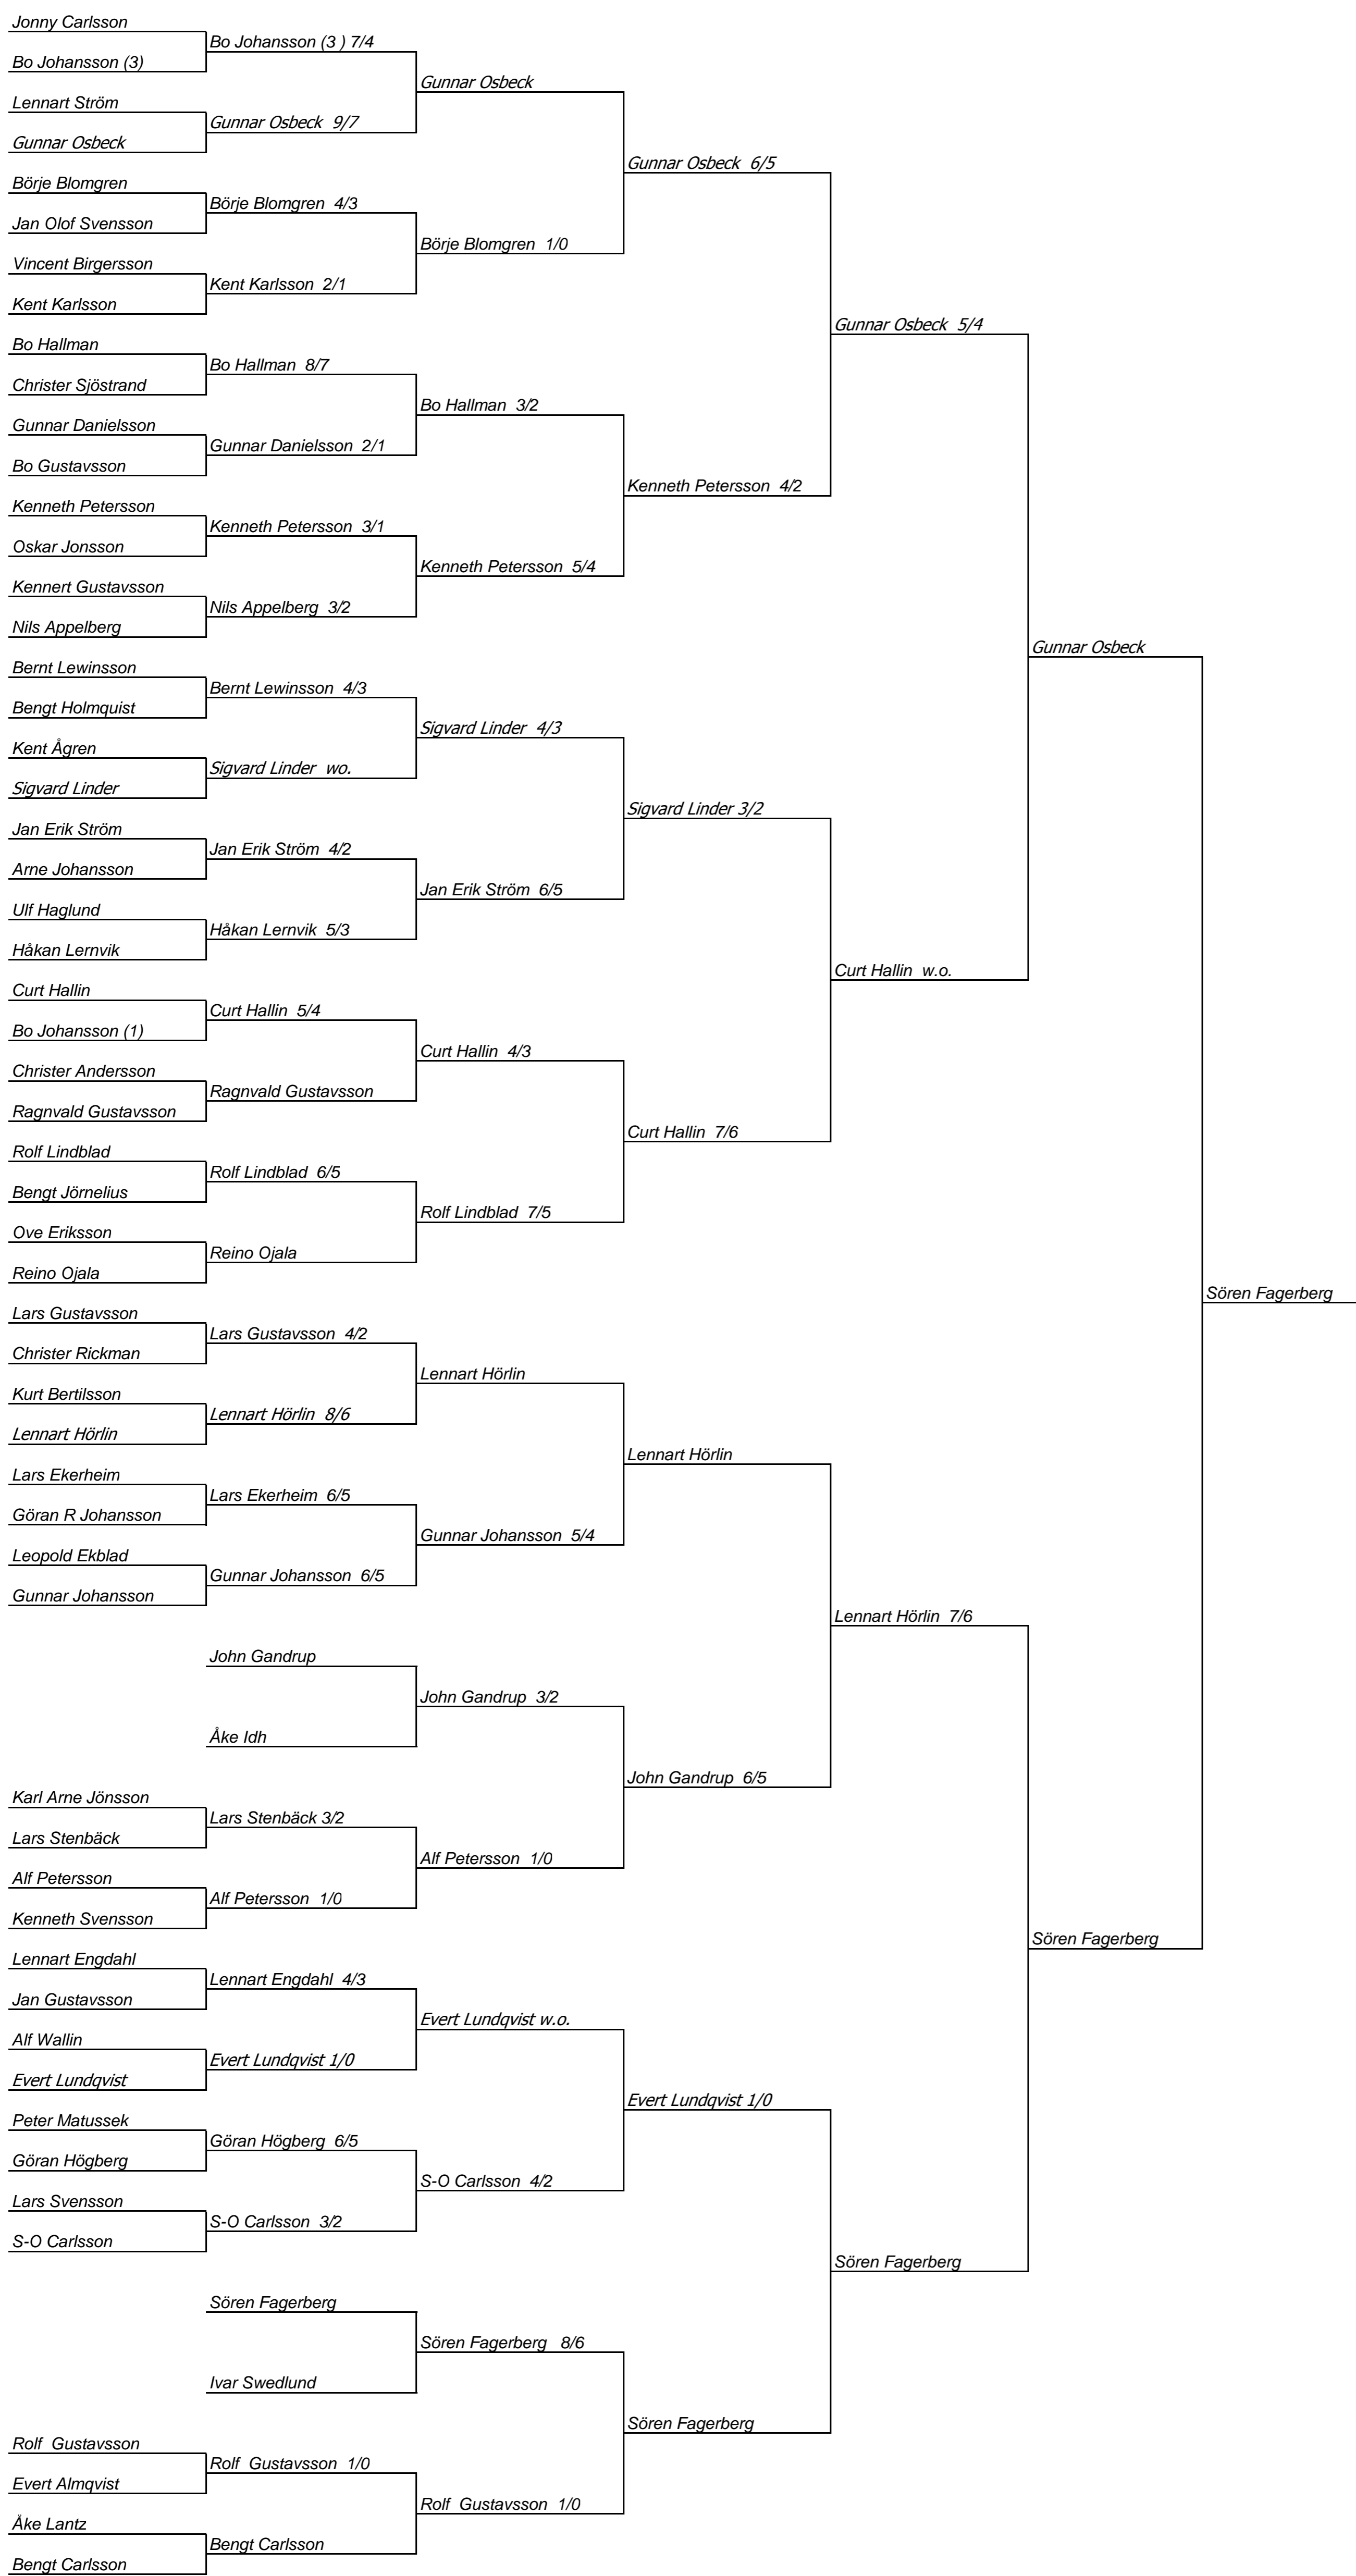 Jonny Carlsson
Bo Johansson (3 ) 7/4
Bo Johansson (3)
Gunnar Osbeck
Lennart Ström
Gunnar Osbeck 9/7
Gunnar Osbeck
Gunnar Osbeck 6/5
Börje Blomgren
Börje Blomgren 4/3
Jan Olof Svensson
Börje Blomgren 1/0
Vincent Birgersson
Kent Karlsson 2/1
Kent Karlsson
Gunnar Osbeck 5/4
Bo Hallman
Bo Hallman 8/7
Christer Sjöstrand
Bo Hallman 3/2
Gunnar Danielsson
Gunnar Danielsson 2/1
Bo Gustavsson
Kenneth Petersson 4/2
Kenneth Petersson
Kenneth Petersson 3/1
Oskar Jonsson
Kenneth Petersson 5/4
Kennert Gustavsson
Nils Appelberg 3/2
Nils Appelberg
Gunnar Osbeck
Bernt Lewinsson
Bernt Lewinsson 4/3
Bengt Holmquist
Sigvard Linder 4/3
Kent Ågren
Sigvard Linder wo.
Sigvard Linder
Sigvard Linder 3/2
Jan Erik Ström
Jan Erik Ström 4/2
Arne Johansson
Jan Erik Ström 6/5
Ulf Haglund
Håkan Lernvik 5/3
Håkan Lernvik
Curt Hallin w.o.
Curt Hallin
Curt Hallin 5/4
Bo Johansson (1)
Curt Hallin 4/3
Christer Andersson
Ragnvald Gustavsson
Ragnvald Gustavsson
Curt Hallin 7/6
Rolf Lindblad
Rolf Lindblad 6/5
Bengt Jörnelius
Rolf Lindblad 7/5
Ove Eriksson
Reino Ojala
Reino Ojala
Sören Fagerberg
Lars Gustavsson
Lars Gustavsson 4/2
Christer Rickman
Lennart Hörlin
Kurt Bertilsson
Lennart Hörlin 8/6
Lennart Hörlin
Lennart Hörlin
Lars Ekerheim
Lars Ekerheim 6/5
Göran R Johansson
Gunnar Johansson 5/4
Leopold Ekblad
Gunnar Johansson 6/5
Gunnar Johansson
Lennart Hörlin 7/6
John Gandrup
John Gandrup 3/2
Åke Idh
John Gandrup 6/5
Karl Arne Jönsson
Lars Stenbäck 3/2
Lars Stenbäck
Alf Petersson 1/0
Alf Petersson
Alf Petersson 1/0
Kenneth Svensson
Sören Fagerberg
Lennart Engdahl
Lennart Engdahl 4/3
Jan Gustavsson
Evert Lundqvist w.o.
Alf Wallin
Evert Lundqvist 1/0
Evert Lundqvist
Evert Lundqvist 1/0
Peter Matussek
Göran Högberg 6/5
Göran Högberg
S-O Carlsson 4/2
Lars Svensson
S-O Carlsson 3/2
S-O Carlsson
Sören Fagerberg
Sören Fagerberg
Sören Fagerberg 8/6
Ivar Swedlund
Sören Fagerberg
Rolf Gustavsson
Rolf Gustavsson 1/0
Evert Almqvist
Rolf Gustavsson 1/0
Åke Lantz
Bengt Carlsson
Bengt Carlsson